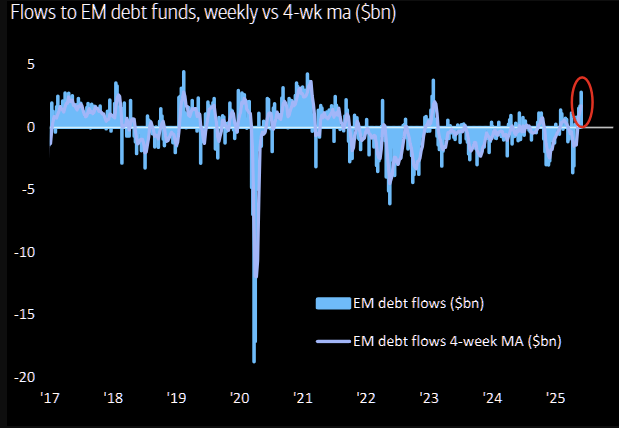 Flows to EM debt funds, weekly vs 4-wk ma ($bn)
5
0
-5
-10
-15
-20
EM debt flows ($bn)
EM debt flows 4-week MA ($bn)
'17 '18 '19 '20 '21 '22 '23 '24 '25